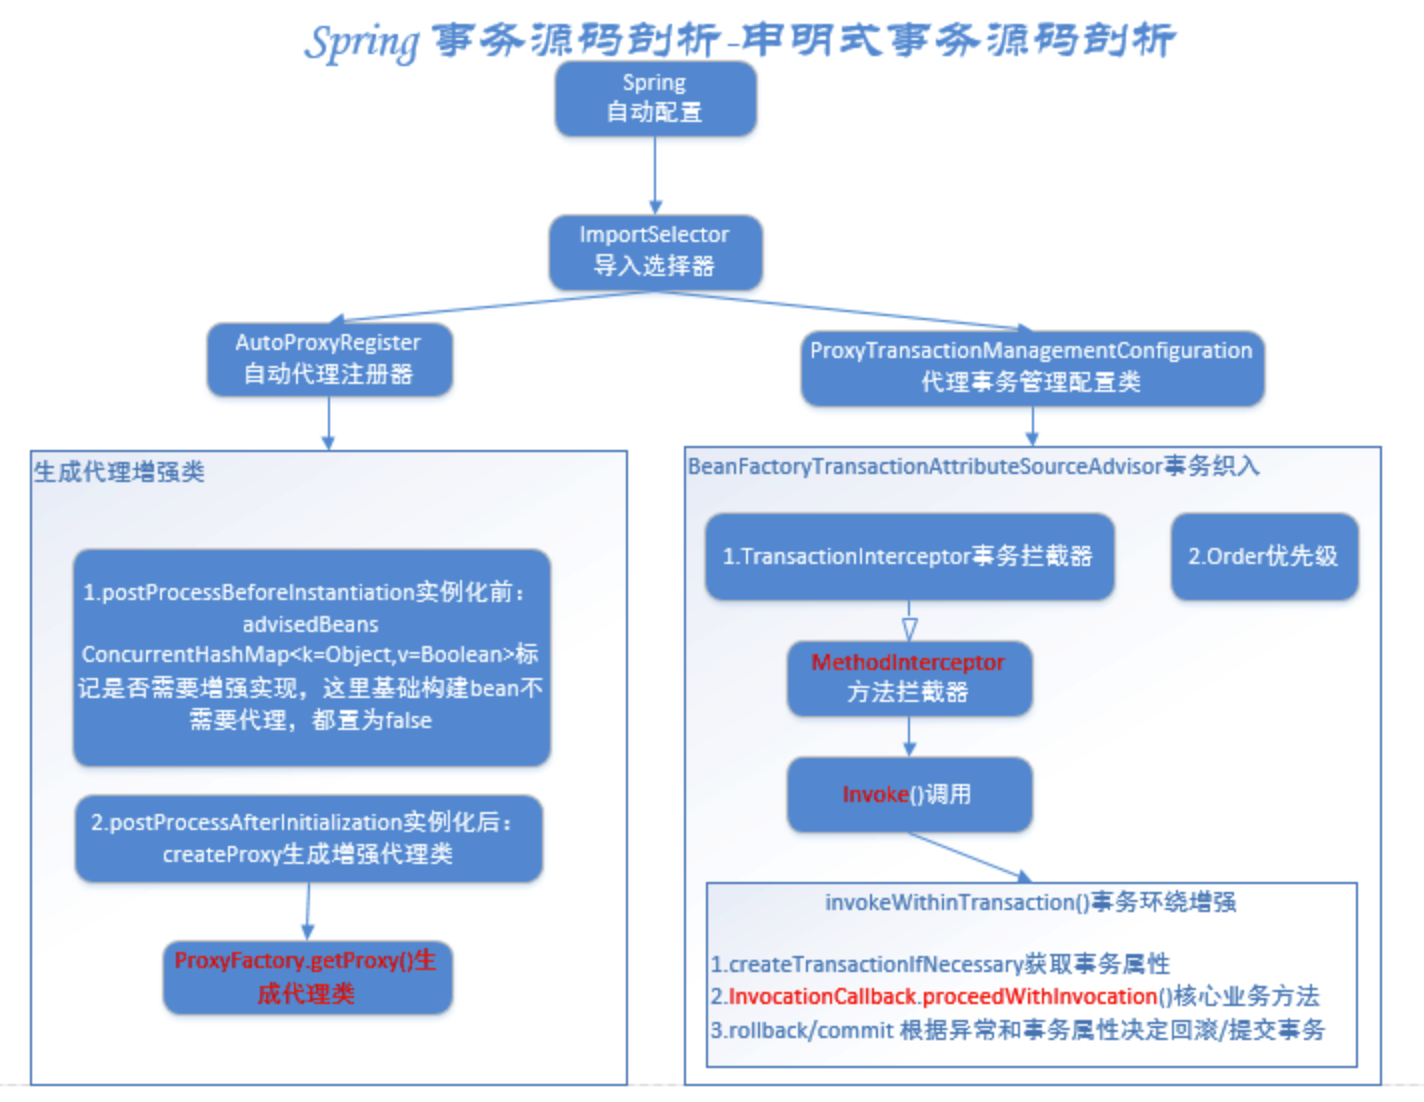 Spring 事务源码剖析-申明式事务源码剖析
Spring
自动配置
ImportSelector
导入选择器
AutoProxyRegister
自动代理注册器
ProxyTransactionManagementConfiguration
代理事务管理配置类
生成代理增强类
1.postProcessBeforeInstantiation实例化前：
advisedBeans
ConcurrentHashMap<k=Object,v=Boolean>标
记是否需要增强实现，这里基础构建bean不
需要代理，都置为false
2.postProcessAfterInitialization实例化后：
createProxy生成增强代理类
ProxyFactory.getProxy()生
成代理类
BeanFactoryTransactionAttributeSourceAdvisor事务织入
1.TransactionInterceptor事务拦截器
2.Order优先级
MethodInterceptor
方法拦截器
Invoke()调用
invokeWithinTransaction()事务环绕增强
1.createTransactionIfNecessary获取事务属性
2.InvocationCallback.proceedWithInvocation()核心业务方法
3.rollback/commit 根据异常和事务属性决定回滚/提交事务